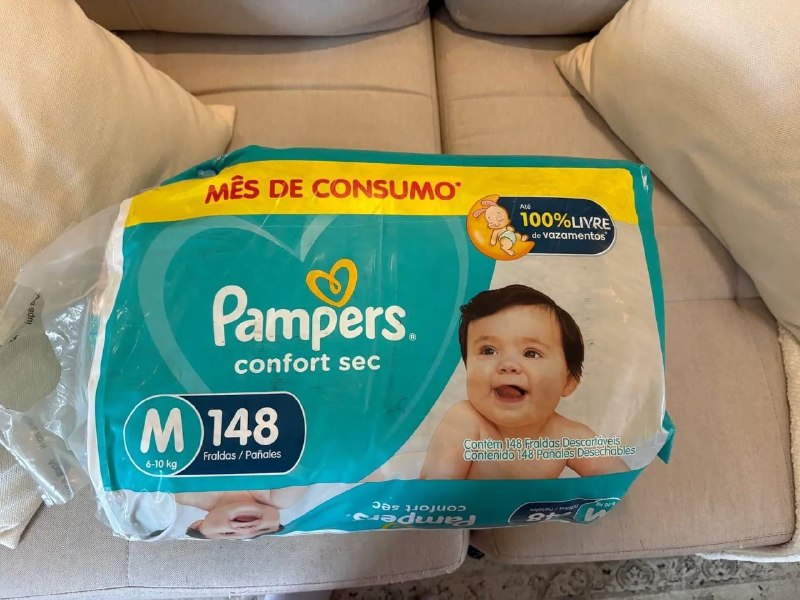 MÊS DE CONSUMO*
Até
100% LIVRE
de vazamentos*
Pampers®
confort sec
M
6-10 kg
148
Fraldas / Pañales
Contém 148 Fraldas Descartáveis
Contenido 148 Pañales Desechables
Pampers
confort sec
M
148